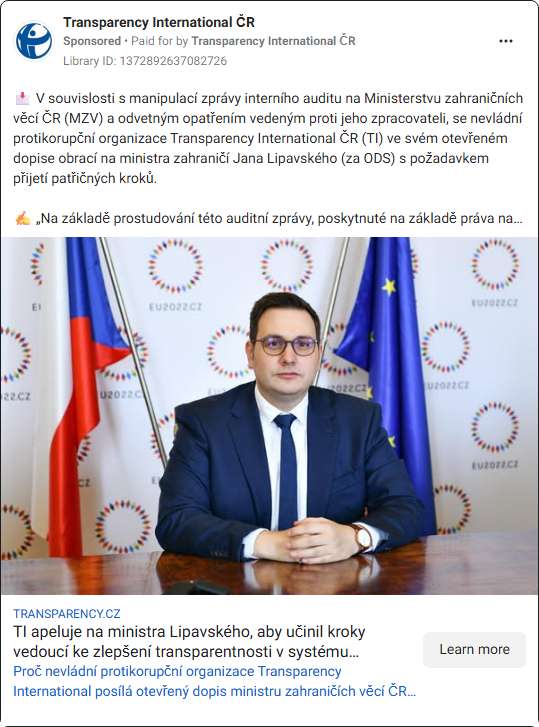 Transparency International ČR
Sponsored • Paid for by Transparency International ČR
Library ID: 1372892637082726
📩 V souvislosti s manipulací zprávy interního auditu na Ministerstvu zahraničních
věcí ČR (MZV) a odvetným opatřením vedeným proti jeho zpracovateli, se nevládní
protikorupční organizace Transparency International ČR (TI) ve svém otevřeném
dopise obrací na ministra zahraničí Jana Lipavského (za ODS) s požadavkem
přijetí patřičných kroků.
✍️ „Na základě prostudování této auditní zprávy, poskytnuté na základě práva na...
EU2022.CZ
EU2022.CZ
EU2022.CZ
EU2022.CZ
EU2022.CZ
TRANSPARENCY.CZ
TI apeluje na ministra Lipavského, aby učinil kroky
vedoucí ke zlepšení transparentnosti v systému...
Proč nevládní protikorupční organizace Transparency
International posílá otevřený dopis ministru zahraničích věcí ČR...
Learn more